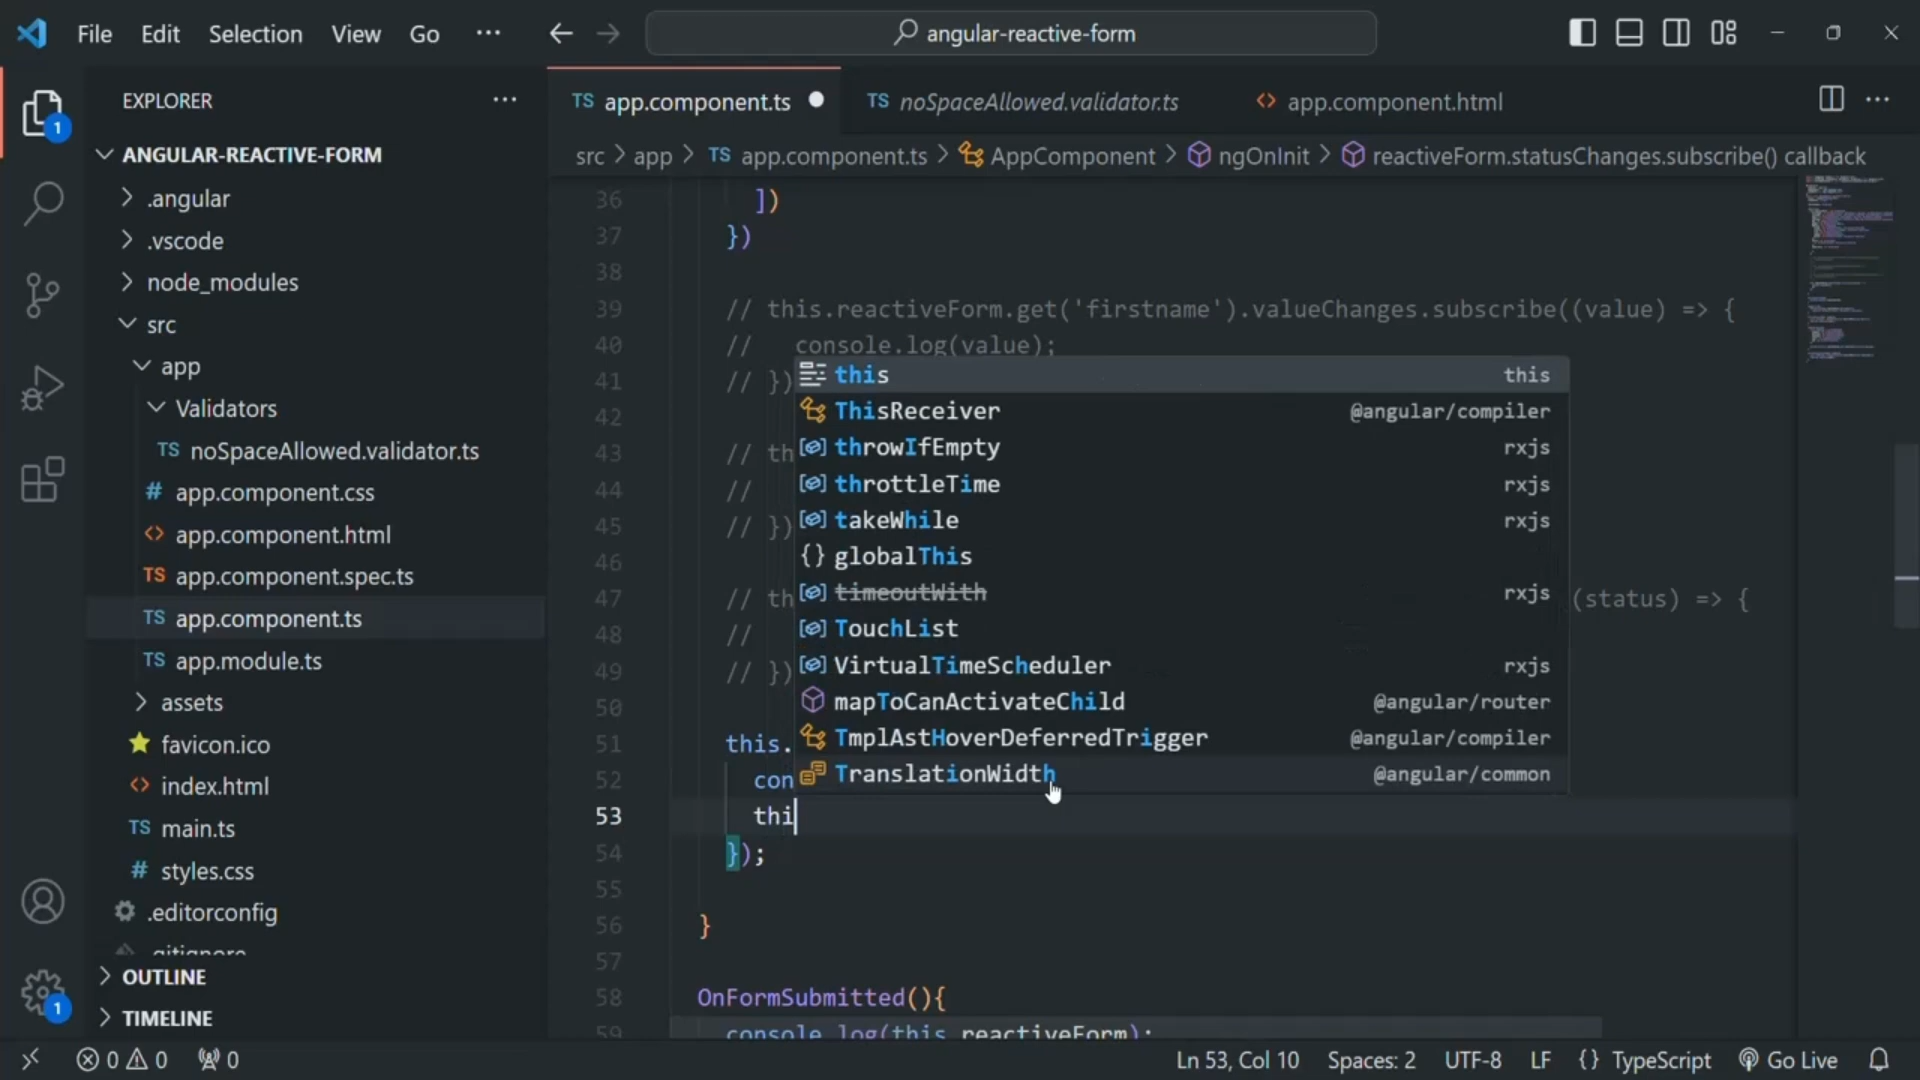 File Edit Selection View Go ··· angular-reactive-form
EXPLORER ···
ANGULAR-REACTIVE-FORM
.angular
.vscode
node_modules
src
app
Validators
TS noSpaceAllowed.validator.ts
# app.component.css
<> app.component.html
TS app.component.spec.ts
TS app.component.ts
TS app.module.ts
assets
favicon.ico
index.html
TS main.ts
# styles.css
.editorconfig
.gitignore
OUTLINE
TIMELINE
1
1
TS app.component.ts TS noSpaceAllowed.validator.ts <> app.component.html ···
src > app > TS app.component.ts > AppComponent > ngOnInit > reactiveForm.statusChanges.subscribe() callback
36 ])
37 })
38
39 // this.reactiveForm.get('firstname').valueChanges.subscribe((value) => {
40 // console.log(value);
41 // })
42
43 // th
44 //
45 // })
46
47 // th (status) => {
48 //
49 // })
50
51 this.
52 con
53 thi
54 });
55
56 }
57
58 OnFormSubmitted(){
59 console.log(this.reactiveForm);
this this
ThisReceiver @angular/compiler
throwIfEmpty rxjs
throttleTime rxjs
takeWhile rxjs
{} globalThis
timeoutWith rxjs
TouchList
VirtualTimeScheduler rxjs
mapToCanActivateChild @angular/router
TmplAstHoverDeferredTrigger @angular/compiler
TranslationWidth @angular/common
0 0 0 Ln 53, Col 10 Spaces: 2 UTF-8 LF {} TypeScript Go Live